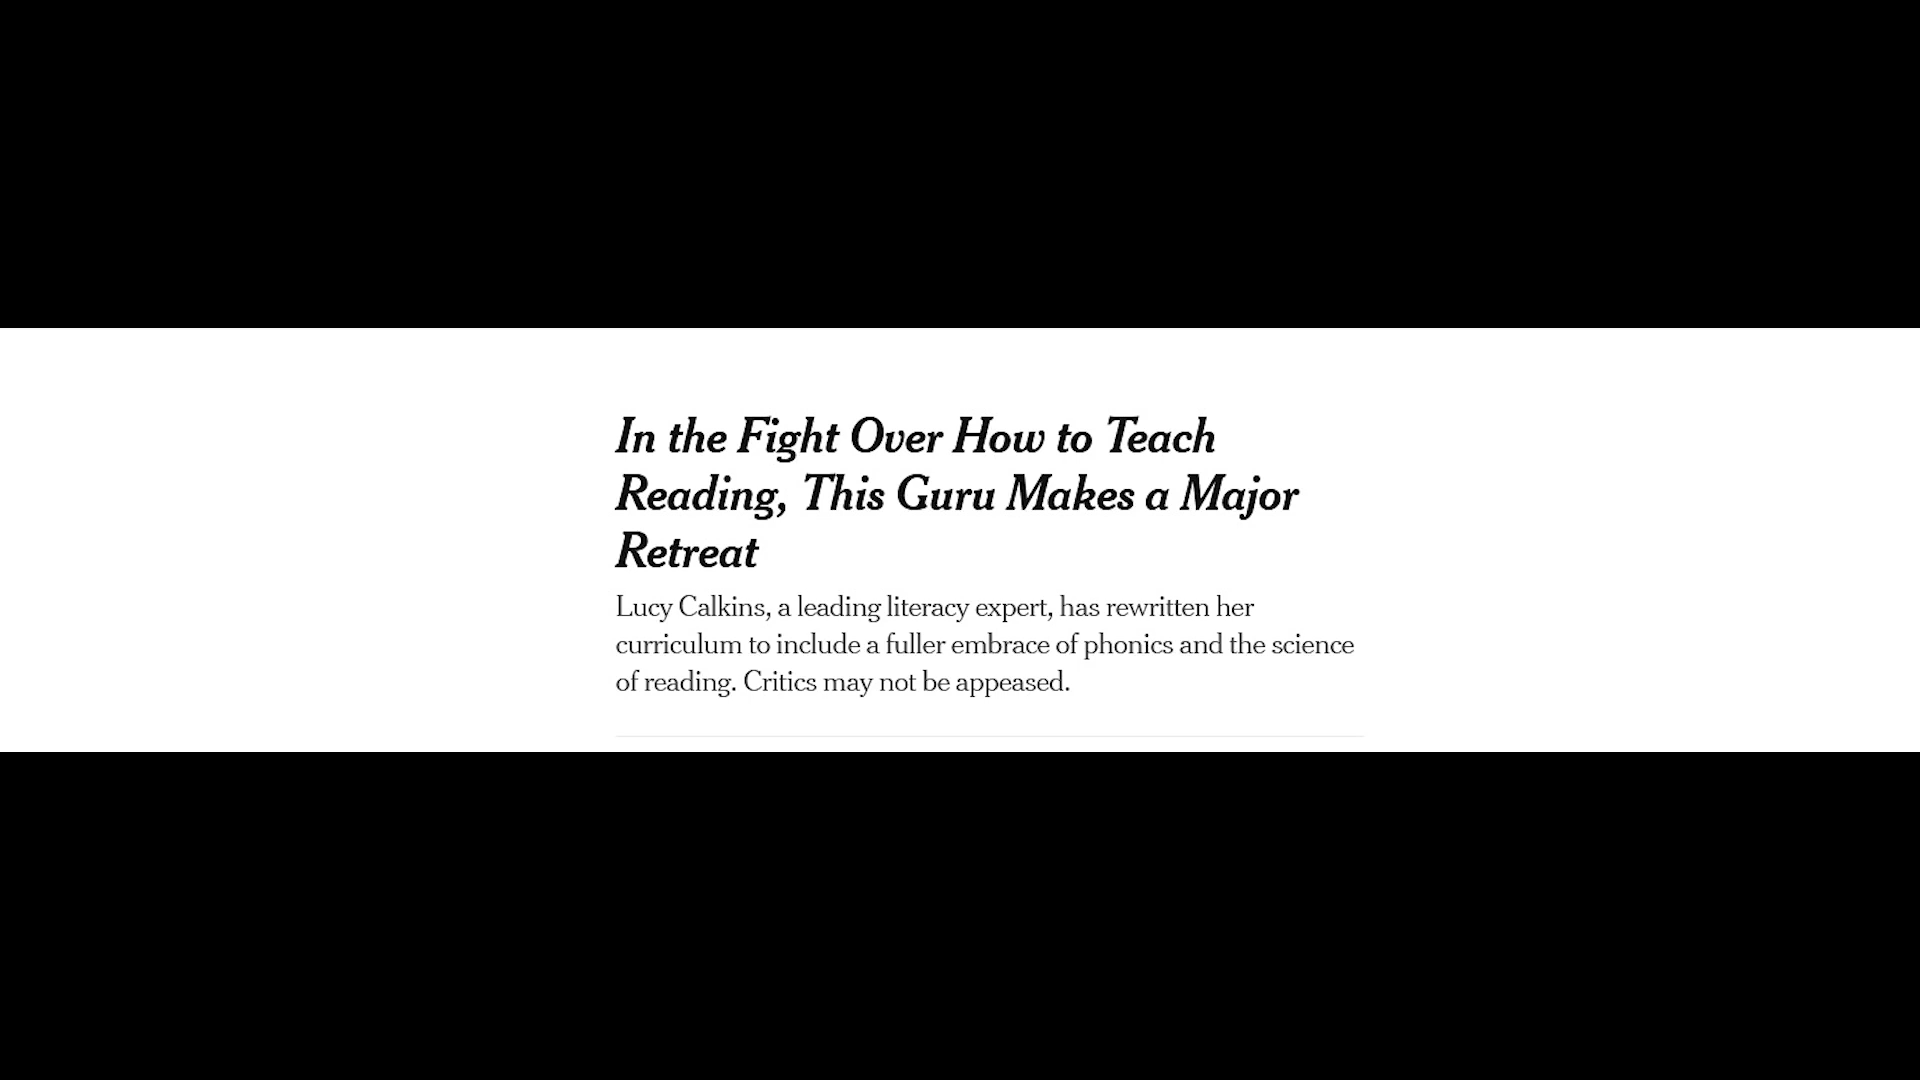 In the Fight Over How to Teach
Reading, This Guru Makes a Major
Retreat
Lucy Calkins, a leading literacy expert, has rewritten her
curriculum to include a fuller embrace of phonics and the science
of reading. Critics may not be appeased.